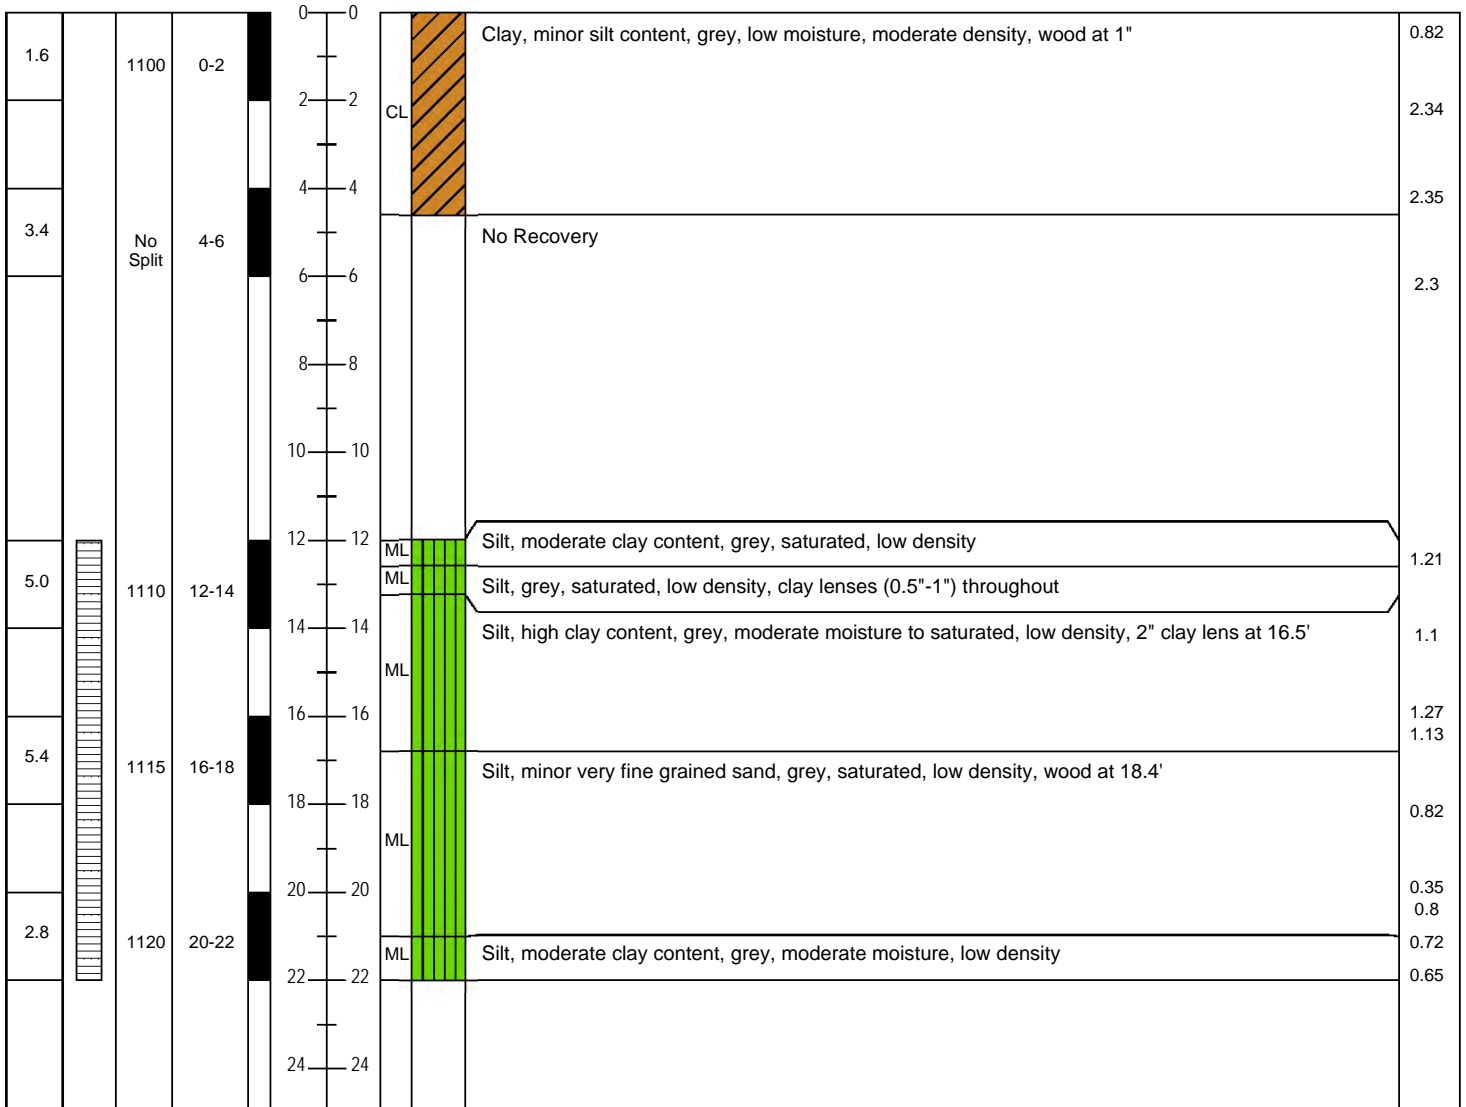 0 0
Clay, minor silt content, grey, low moisture, moderate density, wood at 1"
0.82
1.6
1100
0-2
2 2
CL
2.34
4 4
2.35
3.4
No
Split
4-6
No Recovery
6 6
2.3
8 8
10 10
12 12
ML
Silt, moderate clay content, grey, saturated, low density
1.21
5.0
1110
12-14
ML
Silt, grey, saturated, low density, clay lenses (0.5"-1") throughout
14 14
Silt, high clay content, grey, moderate moisture to saturated, low density, 2" clay lens at 16.5'
1.1
ML
16 16
1.27
1.13
5.4
1115
16-18
Silt, minor very fine grained sand, grey, saturated, low density, wood at 18.4'
18 18
0.82
ML
20 20
0.35
0.8
2.8
1120
20-22
0.72
ML
Silt, moderate clay content, grey, moderate moisture, low density
22 22
0.65
24 24